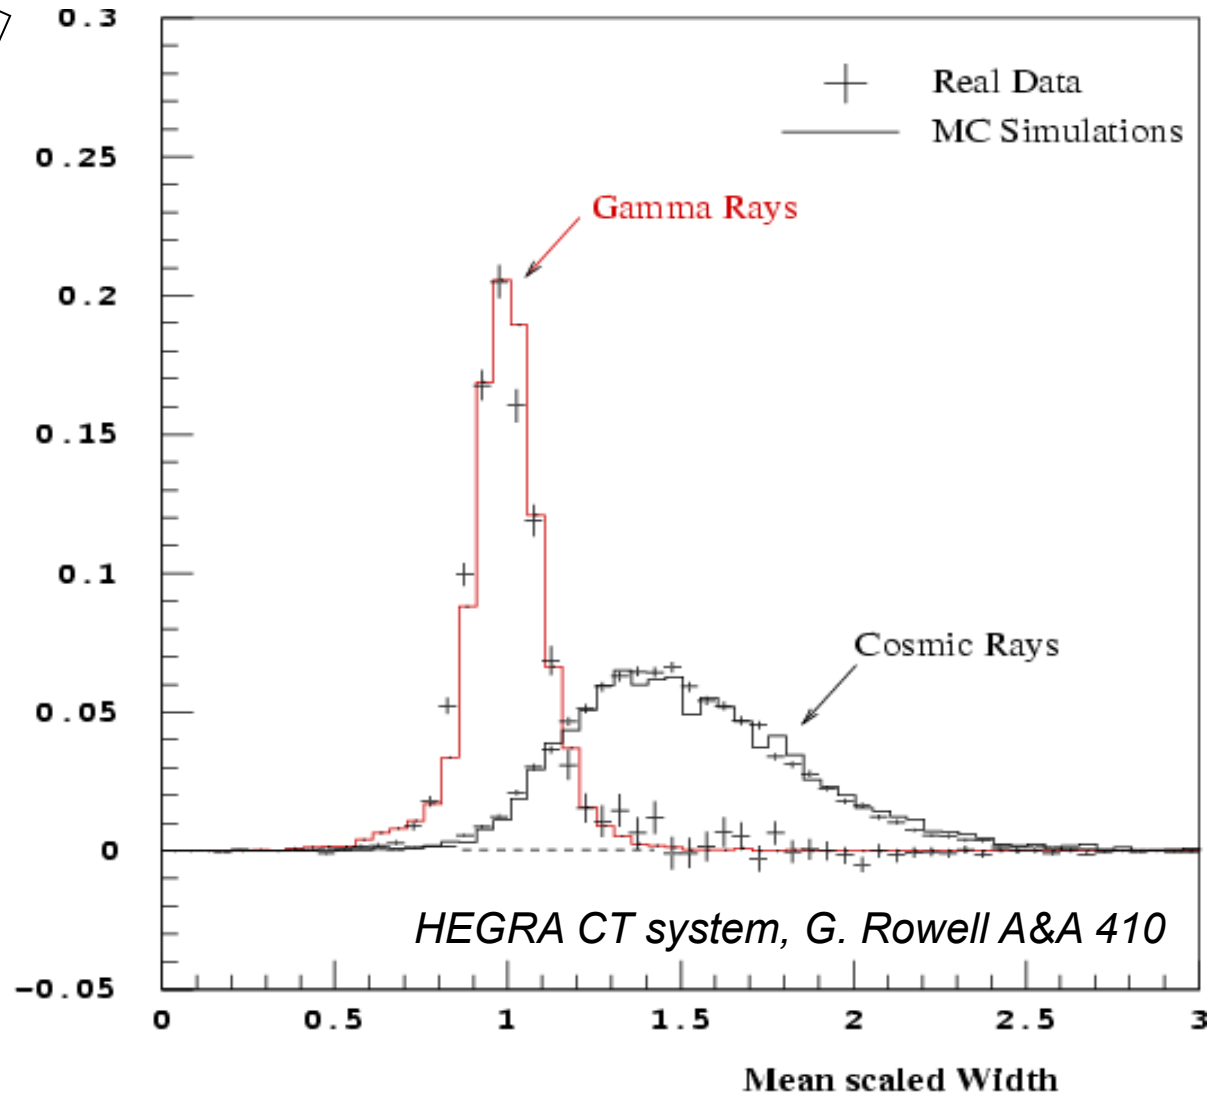 0.3
0.25
0.2
0.15
0.1
0.05
0
-0.05
Real Data
MC Simulations
Gamma Rays
Cosmic Rays
HEGRA CT system, G. Rowell A&A 410
0 0.5 1 1.5 2 2.5 3
Mean scaled Width